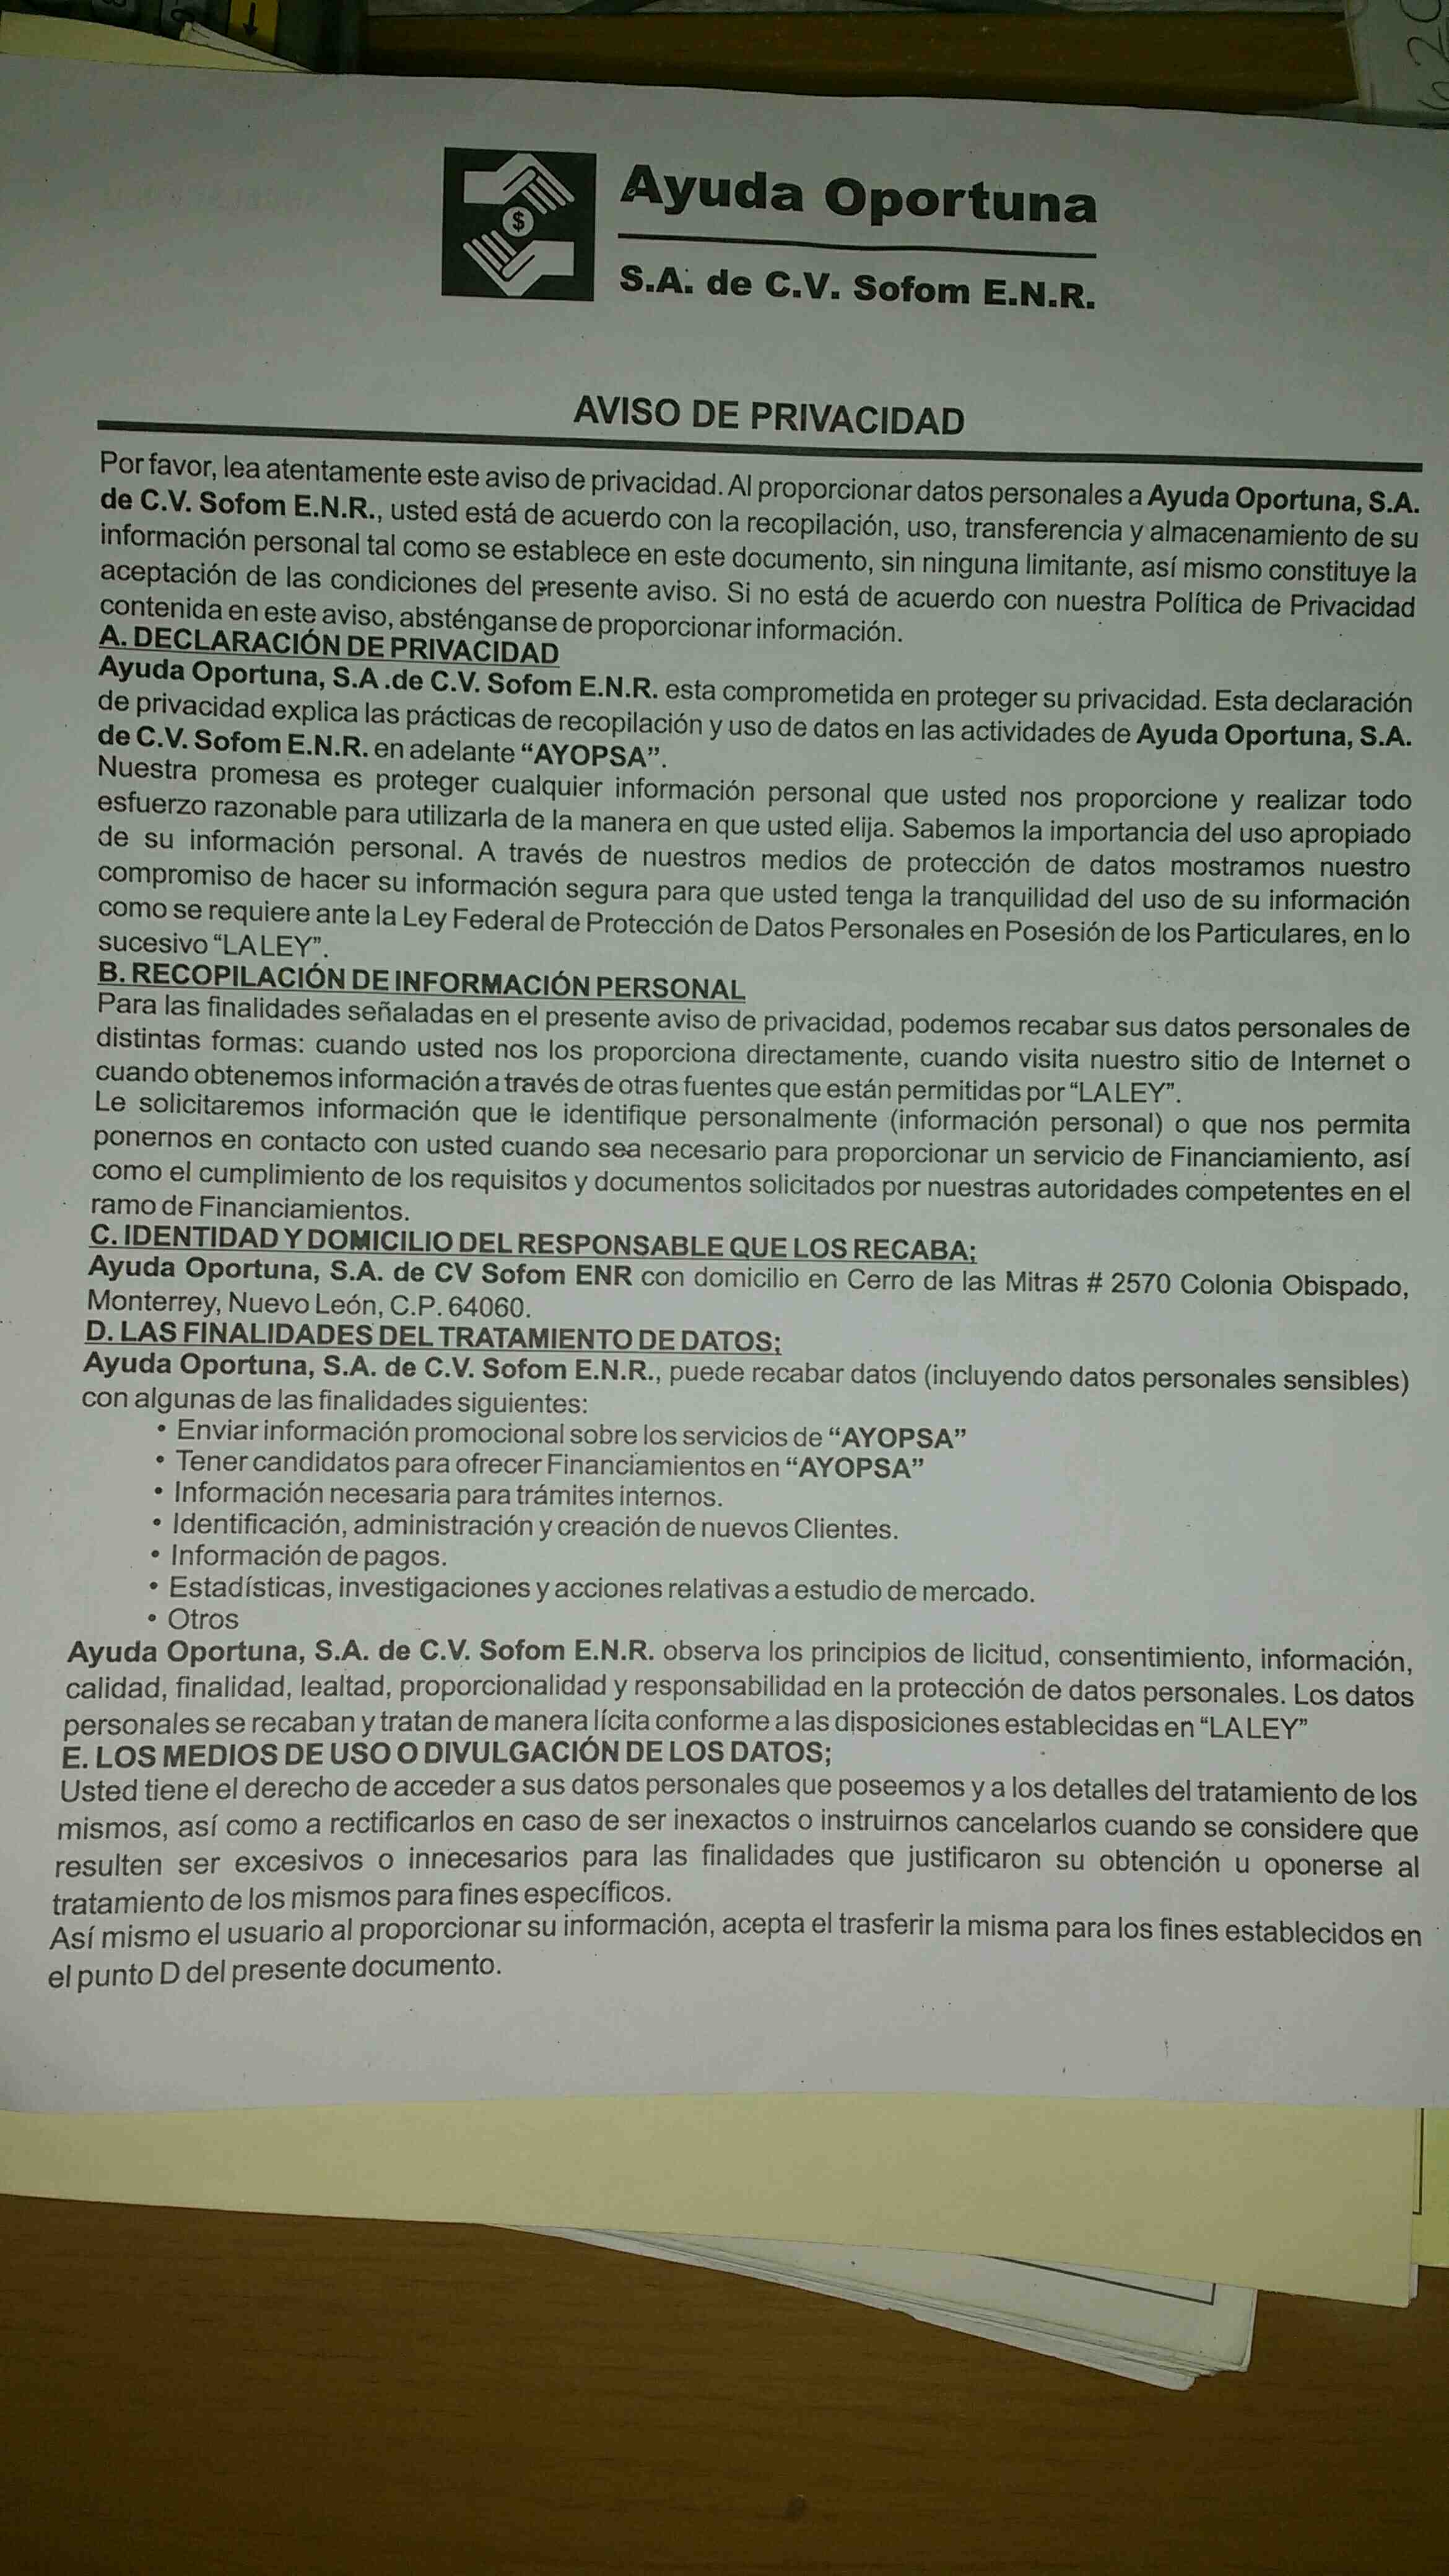 620
$
Ayuda Oportuna
S.A. de C.V. Sofom E.N.R.
AVISO DE PRIVACIDAD
Por favor, lea atentamente este aviso de privacidad. Al proporcionar datos personales a Ayuda Oportuna, S.A.
de C.V. Sofom E.N.R., usted está de acuerdo con la recopilación, uso, transferencia y almacenamiento de su
información personal tal como se establece en este documento, sin ninguna limitante, así mismo constituye la
aceptación de las condiciones del presente aviso. Si no está de acuerdo con nuestra Política de Privacidad
contenida en este aviso, absténganse de proporcionar información.
A. DECLARACIÓN DE PRIVACIDAD
Ayuda Oportuna, S.A .de C.V. Sofom E.N.R. esta comprometida en proteger su privacidad. Esta declaración
de privacidad explica las prácticas de recopilación y uso de datos en las actividades de Ayuda Oportuna, S.A.
de C.V. Sofom E.N.R. en adelante “AYOPSA”.
Nuestra promesa es proteger cualquier información personal que usted nos proporcione y realizar todo
esfuerzo razonable para utilizarla de la manera en que usted elija. Sabemos la importancia del uso apropiado
de su información personal. A través de nuestros medios de protección de datos mostramos nuestro
compromiso de hacer su información segura para que usted tenga la tranquilidad del uso de su información
como se requiere ante la Ley Federal de Protección de Datos Personales en Posesión de los Particulares, en lo
sucesivo “LA LEY”.
B. RECOPILACIÓN DE INFORMACIÓN PERSONAL
Para las finalidades señaladas en el presente aviso de privacidad, podemos recabar sus datos personales de
distintas formas: cuando usted nos los proporciona directamente, cuando visita nuestro sitio de Internet o
cuando obtenemos información a través de otras fuentes que están permitidas por “LA LEY”.
Le solicitaremos información que le identifique personalmente (información personal) o que nos permita
ponernos en contacto con usted cuando sea necesario para proporcionar un servicio de Financiamiento, así
como el cumplimiento de los requisitos y documentos solicitados por nuestras autoridades competentes en el
ramo de Financiamientos.
C. IDENTIDAD Y DOMICILIO DEL RESPONSABLE QUE LOS RECABA;
Ayuda Oportuna, S.A. de CV Sofom ENR con domicilio en Cerro de las Mitras # 2570 Colonia Obispado,
Monterrey, Nuevo León, C.P. 64060.
D. LAS FINALIDADES DEL TRATAMIENTO DE DATOS;
Ayuda Oportuna, S.A. de C.V. Sofom E.N.R., puede recabar datos (incluyendo datos personales sensibles)
con algunas de las finalidades siguientes:
• Enviar información promocional sobre los servicios de “AYOPSA”
• Tener candidatos para ofrecer Financiamientos en “AYOPSA”
• Información necesaria para trámites internos.
• Identificación, administración y creación de nuevos Clientes.
• Información de pagos.
• Estadísticas, investigaciones y acciones relativas a estudio de mercado.
• Otros
Ayuda Oportuna, S.A. de C.V. Sofom E.N.R. observa los principios de licitud, consentimiento, información,
calidad, finalidad, lealtad, proporcionalidad y responsabilidad en la protección de datos personales. Los datos
personales se recaban y tratan de manera lícita conforme a las disposiciones establecidas en “LA LEY”
E. LOS MEDIOS DE USO O DIVULGACIÓN DE LOS DATOS;
Usted tiene el derecho de acceder a sus datos personales que poseemos y a los detalles del tratamiento de los
mismos, así como a rectificarlos en caso de ser inexactos o instruirnos cancelarlos cuando se considere que
resulten ser excesivos o innecesarios para las finalidades que justificaron su obtención u oponerse al
tratamiento de los mismos para fines específicos.
Así mismo el usuario al proporcionar su información, acepta el trasferir la misma para los fines establecidos en
el punto D del presente documento.